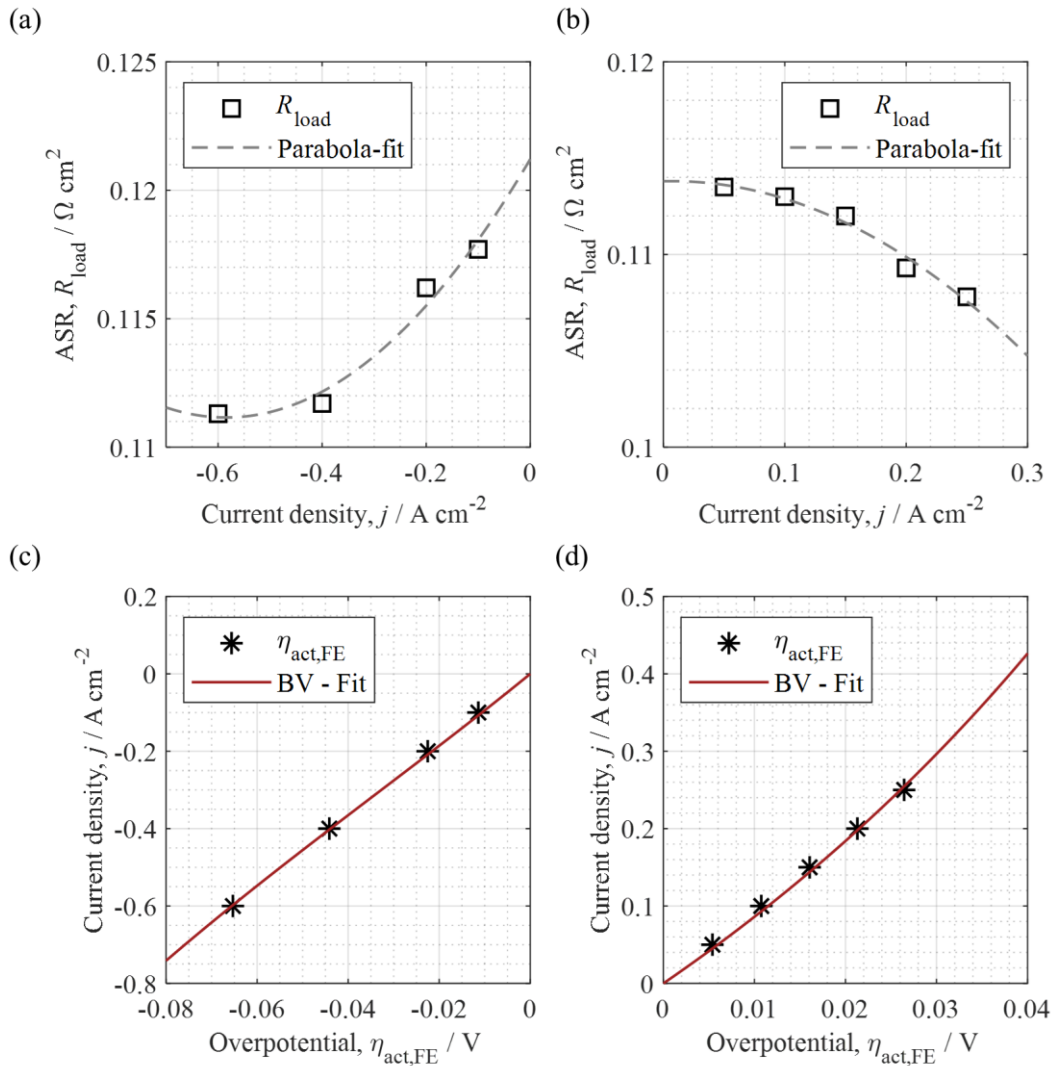 (a)
(b)
0.125
0.12
0.115
0.11
ASR, R_load / Ω cm²
R_load
Parabola-fit
-0.6
-0.4
-0.2
0
Current density, j / A cm⁻²
0.12
0.11
0.1
ASR, R_load / Ω cm²
R_load
Parabola-fit
0
0.1
0.2
0.3
Current density, j / A cm⁻²
(c)
(d)
0.2
0
-0.2
-0.4
-0.6
-0.8
Current density, j / A cm⁻²
η_act,FE
BV - Fit
-0.08
-0.06
-0.04
-0.02
0
Overpotential, η_act,FE / V
0.5
0.4
0.3
0.2
0.1
0
Current density, j / A cm⁻²
η_act,FE
BV - Fit
0
0.01
0.02
0.03
0.04
Overpotential, η_act,FE / V